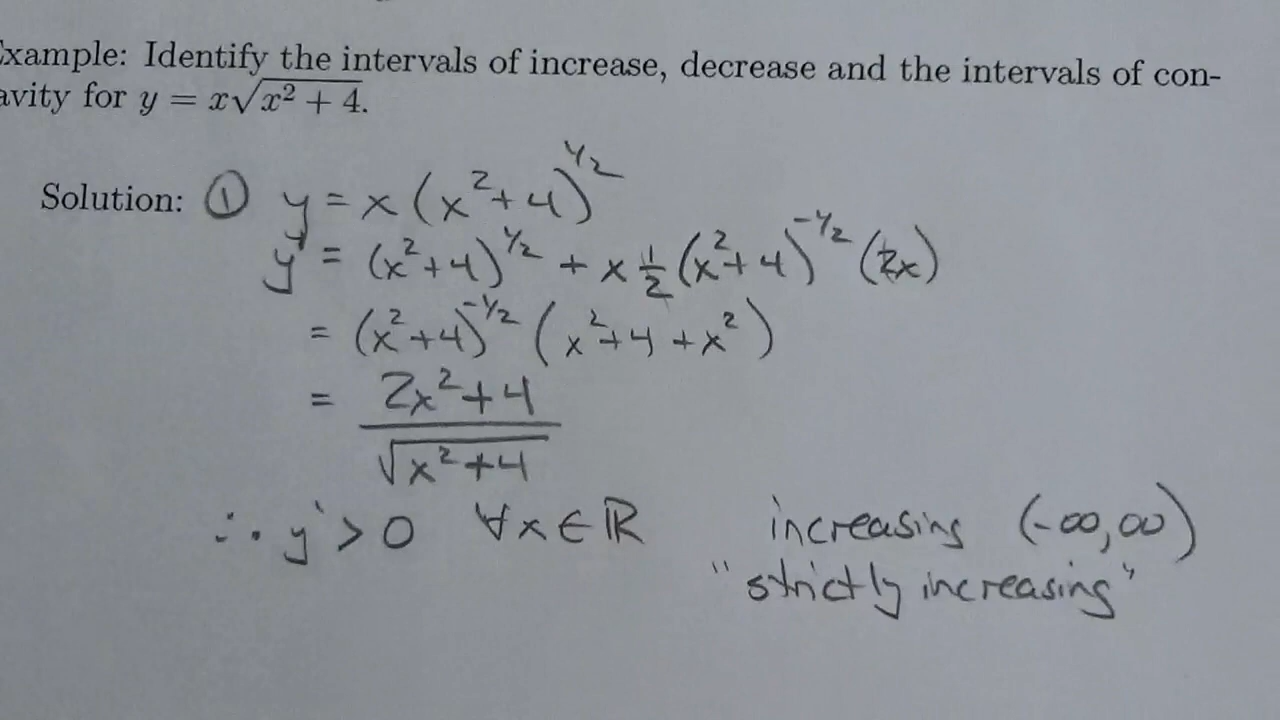 Example: Identify the intervals of increase, decrease and the intervals of con-
avity for y = x√(x² + 4).
Solution: ① y = x(x²+4)^(1/2)
y' = (x²+4)^(1/2) + x 1/2 (x²+4)^(-1/2) (2x)
= (x²+4)^(-1/2) (x²+4+x²)
= (2x²+4)/√(x²+4)
∴ y' > 0 ∀x∈ℝ increasing (-∞,∞)
"strictly increasing"